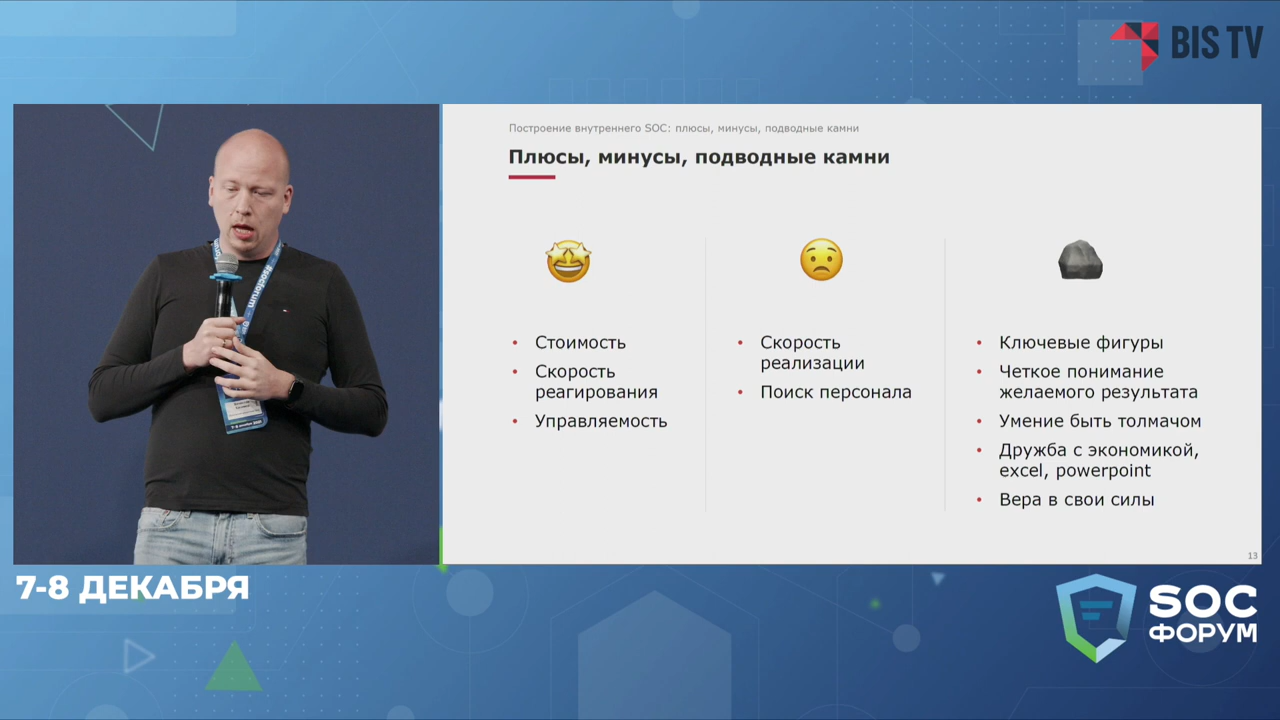 BIS TV
Построение внутреннего SOC: плюсы, минусы, подводные камни
Плюсы, минусы, подводные камни
• Стоимость
• Скорость
реагирования
• Управляемость
• Скорость
реализации
• Поиск персонала
• Ключевые фигуры
• Четкое понимание
желаемого результата
• Умение быть толмачом
• Дружба с экономикой,
excel, powerpoint
• Вера в свои силы
13
#socforum
7-8 ДЕКАБРЯ
SOC
ФОРУМ